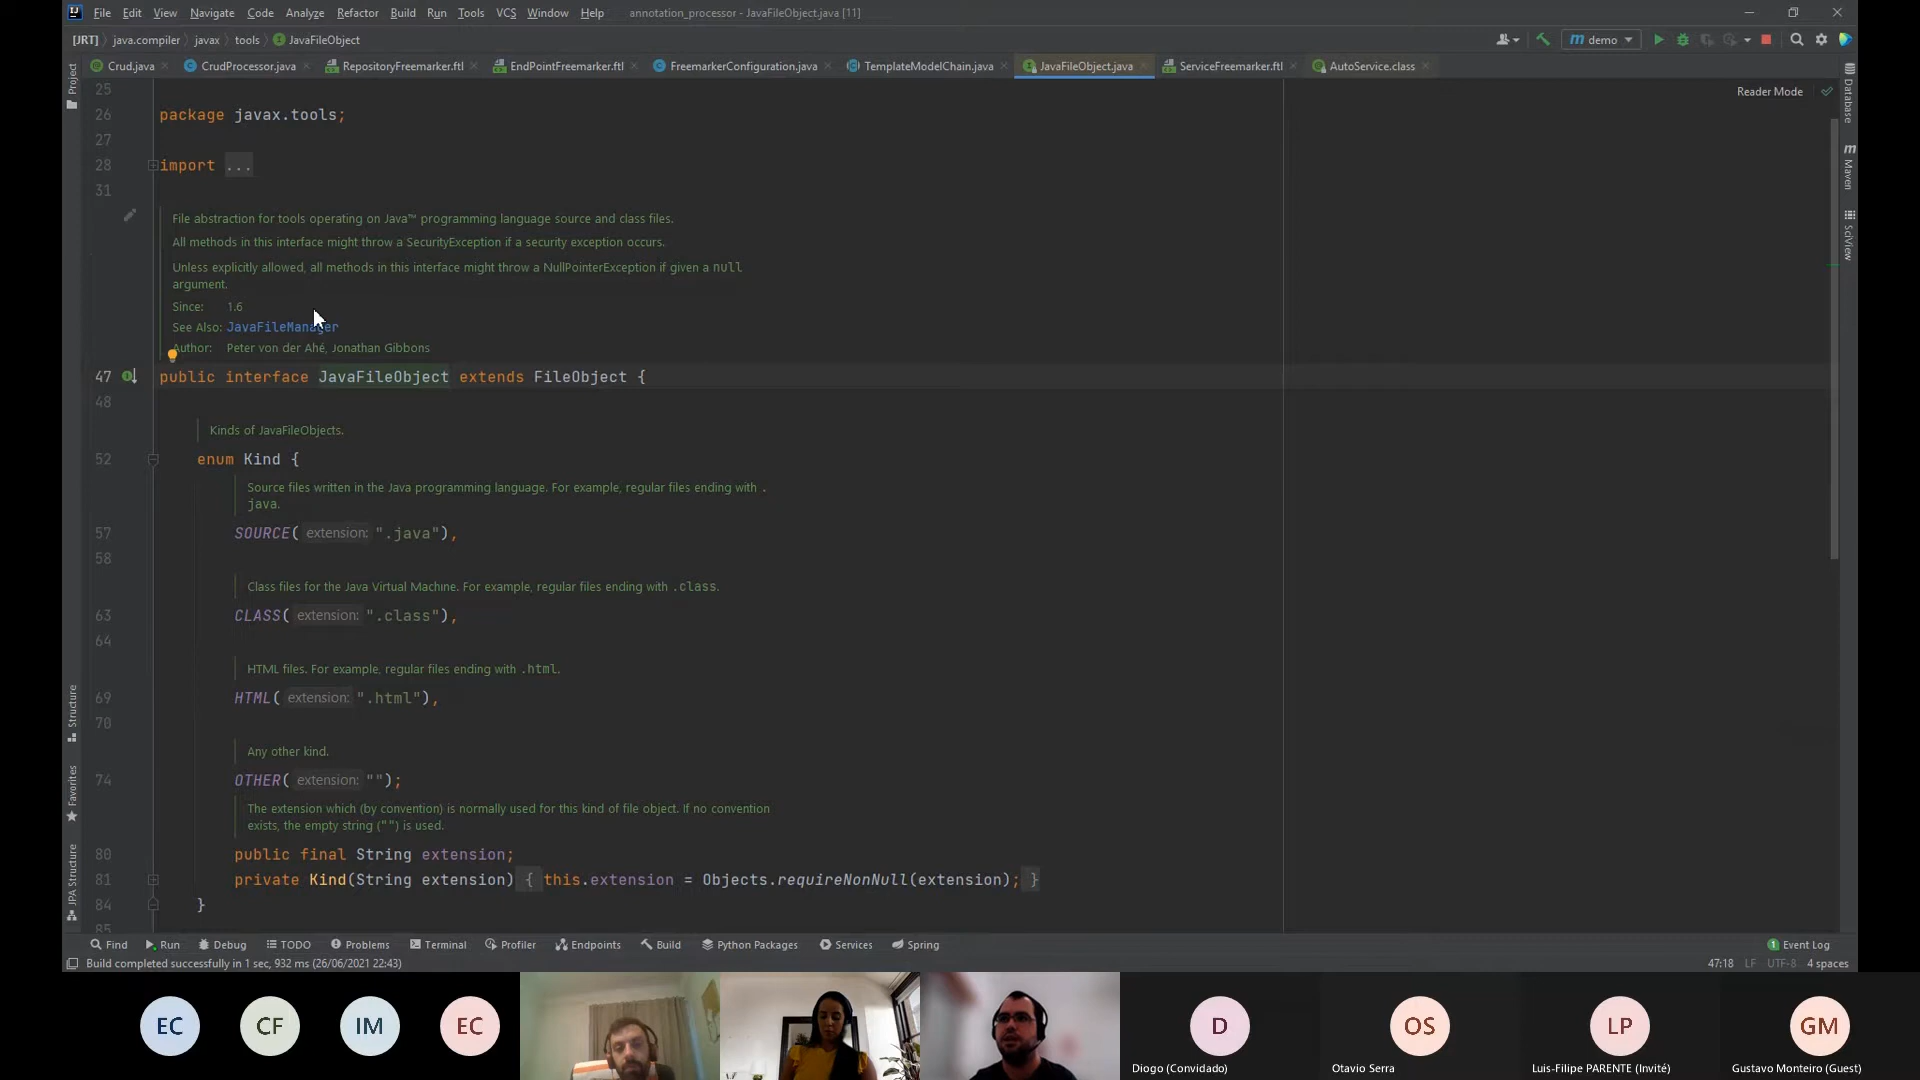 File Edit View Navigate Code Analyze Refactor Build Run Tools VCS Window Help annotation_processor - JavaFileObject.java [11]
[JRT] java.compiler javax tools JavaFileObject
demo
Crud.java CrudProcessor.java RepositoryFreemarker.ftl EndPointFreemarker.ftl FreemarkerConfiguration.java TemplateModelChain.java JavaFileObject.java ServiceFreemarker.ftl AutoService.class
Reader Mode
Project
Database
Maven
SciView
25
26 package javax.tools;
27
28 import ...
31
File abstraction for tools operating on Java™ programming language source and class files.
All methods in this interface might throw a SecurityException if a security exception occurs.
Unless explicitly allowed, all methods in this interface might throw a NullPointerException if given a null
argument.
Since: 1.6
See Also: JavaFileManager
Author: Peter von der Ahé, Jonathan Gibbons
47 public interface JavaFileObject extends FileObject {
48
Kinds of JavaFileObjects.
52 enum Kind {
Source files written in the Java programming language. For example, regular files ending with .
java.
57 SOURCE( extension: ".java"),
58
Class files for the Java Virtual Machine. For example, regular files ending with .class.
63 CLASS( extension: ".class"),
64
HTML files. For example, regular files ending with .html.
69 HTML( extension: ".html"),
70
Any other kind.
74 OTHER( extension: "");
The extension which (by convention) is normally used for this kind of file object. If no convention
exists, the empty string ("") is used.
80 public final String extension;
81 private Kind(String extension) { this.extension = Objects.requireNonNull(extension); }
84 }
85
Structure
Favorites
JPA Structure
Find Run Debug TODO Problems Terminal Profiler Endpoints Build Python Packages Services Spring 1 Event Log
Build completed successfully in 1 sec, 932 ms (26/06/2021 22:43) 47:18 LF UTF-8 4 spaces
EC CF IM EC D OS LP GM
Diogo (Convidado) Otavio Serra Luis-Filipe PARENTE (Invité) Gustavo Monteiro (Guest)